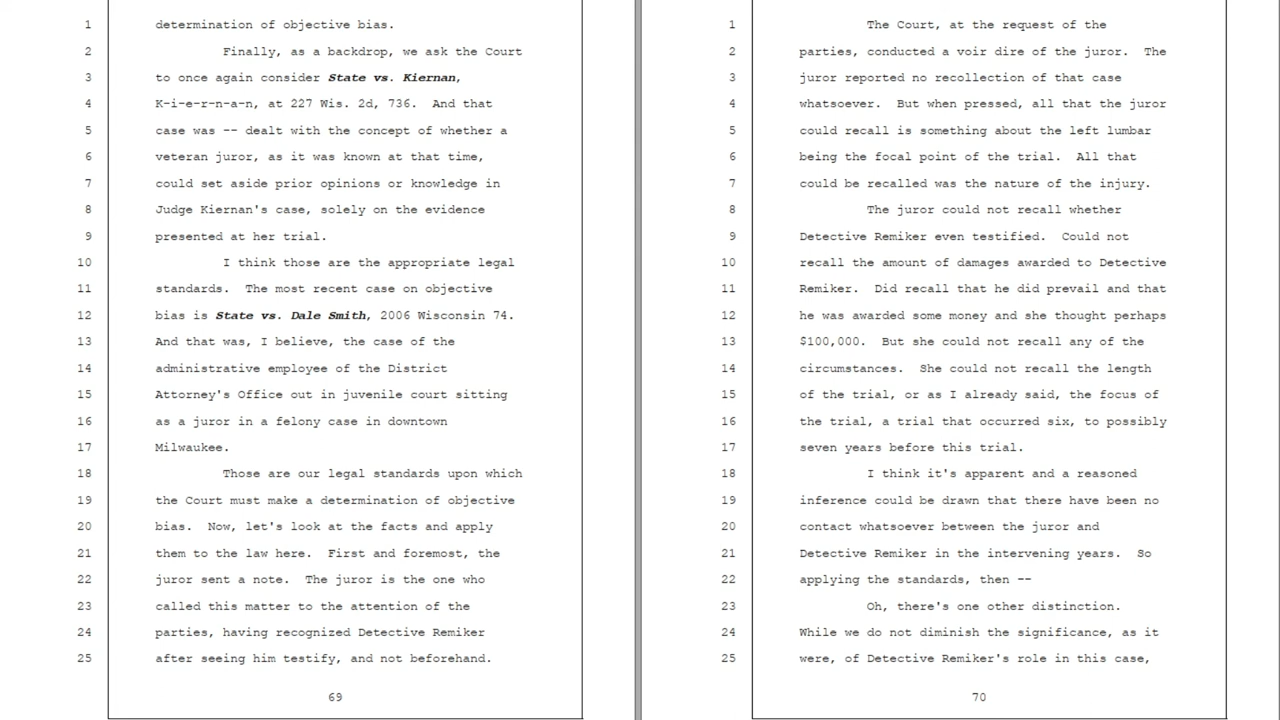 1 determination of objective bias.
2 Finally, as a backdrop, we ask the Court
3 to once again consider State vs. Kiernan,
4 K-i-e-r-n-a-n, at 227 Wis. 2d, 736. And that
5 case was -- dealt with the concept of whether a
6 veteran juror, as it was known at that time,
7 could set aside prior opinions or knowledge in
8 Judge Kiernan's case, solely on the evidence
9 presented at her trial.
10 I think those are the appropriate legal
11 standards. The most recent case on objective
12 bias is State vs. Dale Smith, 2006 Wisconsin 74.
13 And that was, I believe, the case of the
14 administrative employee of the District
15 Attorney's Office out in juvenile court sitting
16 as a juror in a felony case in downtown
17 Milwaukee.
18 Those are our legal standards upon which
19 the Court must make a determination of objective
20 bias. Now, let's look at the facts and apply
21 them to the law here. First and foremost, the
22 juror sent a note. The juror is the one who
23 called this matter to the attention of the
24 parties, having recognized Detective Remiker
25 after seeing him testify, and not beforehand.
69
1 The Court, at the request of the
2 parties, conducted a voir dire of the juror. The
3 juror reported no recollection of that case
4 whatsoever. But when pressed, all that the juror
5 could recall is something about the left lumbar
6 being the focal point of the trial. All that
7 could be recalled was the nature of the injury.
8 The juror could not recall whether
9 Detective Remiker even testified. Could not
10 recall the amount of damages awarded to Detective
11 Remiker. Did recall that he did prevail and that
12 he was awarded some money and she thought perhaps
13 $100,000. But she could not recall any of the
14 circumstances. She could not recall the length
15 of the trial, or as I already said, the focus of
16 the trial, a trial that occurred six, to possibly
17 seven years before this trial.
18 I think it's apparent and a reasoned
19 inference could be drawn that there have been no
20 contact whatsoever between the juror and
21 Detective Remiker in the intervening years. So
22 applying the standards, then --
23 Oh, there's one other distinction.
24 While we do not diminish the significance, as it
25 were, of Detective Remiker's role in this case,
70